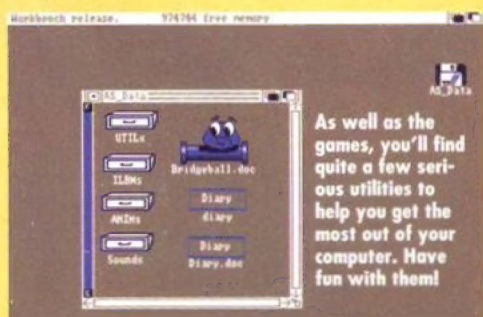 Workbench release. 974704 free memory
AS_Data
AS_Data
UTILs
Bridgeball.doc
ILBMs
Diary
diary
ANIMs
Diary
Sounds
Diary.doc
As well as the
games, you'll find
quite a few seri-
ous utilities to
help you get the
most out of your
computer. Have
fun with them!